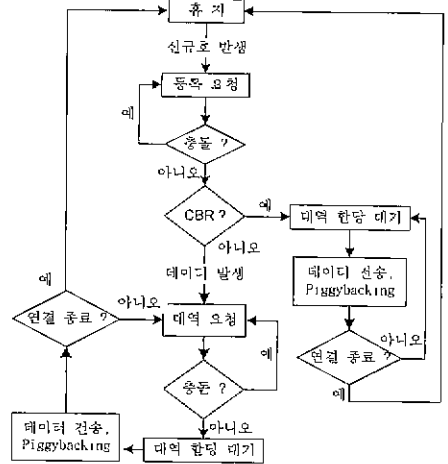 휴 지
신규호 발생
등록 요청
예
충돌 ?
아니오
CBR ?
예
대역 할당 대기
아니오
데이터 발생
데이터 전송,
Piggybacking
예
아니오
연결 종료 ?
대역 요청
아니오
예
연결 종료 ?
충돌 ?
예
아니오
데이터 전송,
Piggybacking
대역 할당 대기